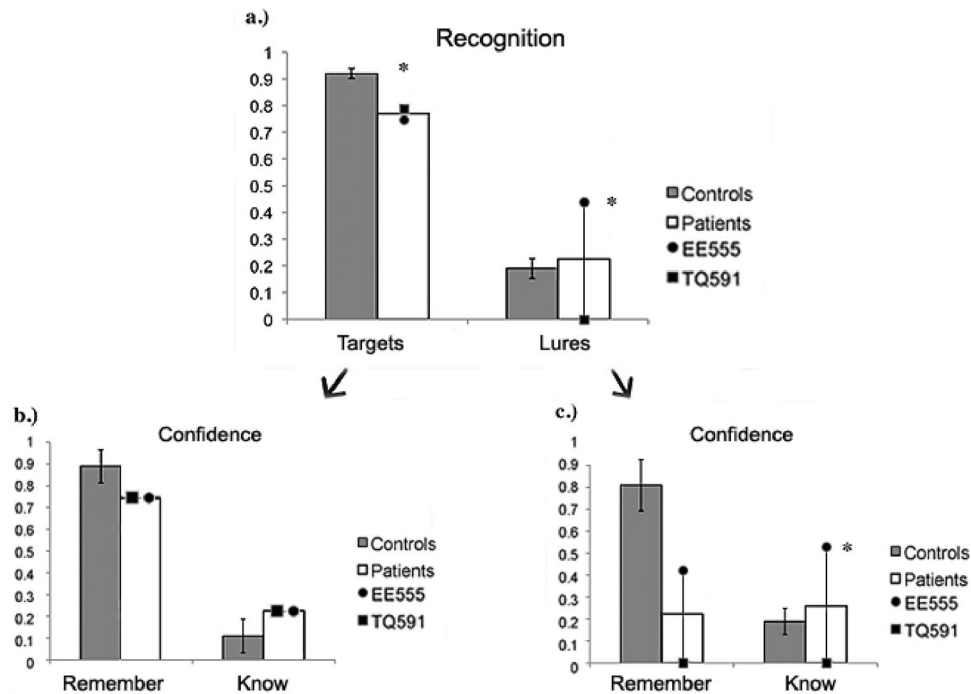 a.)
Recognition
1
0.9
0.8
0.7
0.6
0.5
0.4
0.3
0.2
0.1
0
*
*
Targets
Lures
Controls
Patients
EE555
TQ591
b.)
Confidence
1
0.9
0.8
0.7
0.6
0.5
0.4
0.3
0.2
0.1
0
Remember
Know
Controls
Patients
EE555
TQ591
c.)
Confidence
1
0.9
0.8
0.7
0.6
0.5
0.4
0.3
0.2
0.1
0
*
Remember
Know
Controls
Patients
EE555
TQ591